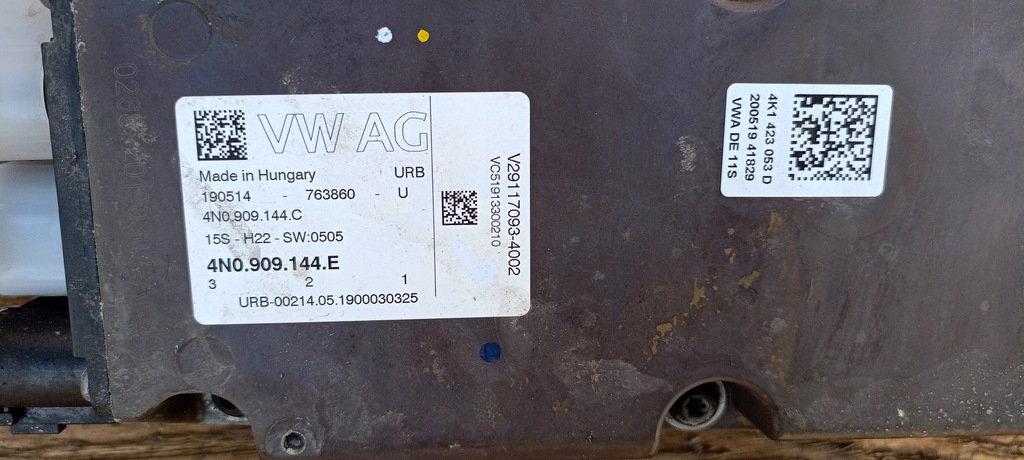 VW AG
Made in Hungary URB
190514 - 763860 - U
4N0.909.144.C
15S - H22 - SW:0505
4N0.909.144.E
3 2 1
URB-00214.05.1900030325
V29117093-4002
VC51913300210
4K1 423 053 D
200519 41829
VWA DE 11S